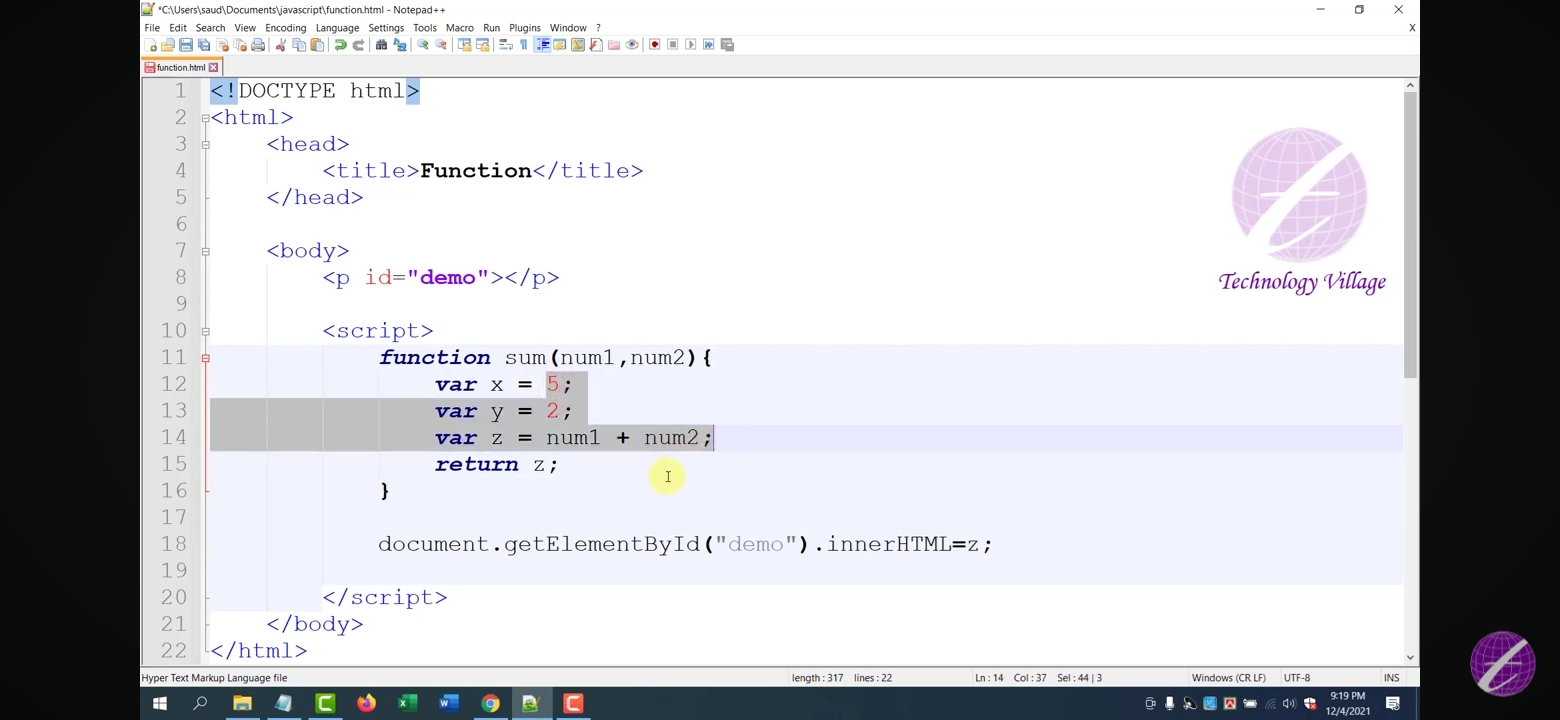 *C:\Users\saud\Documents\javascript\function.html - Notepad++
File Edit Search View Encoding Language Settings Tools Macro Run Plugins Window ? X
function.html
1 <!DOCTYPE html>
2 <html>
3 <head>
4 <title>Function</title>
5 </head>
6
7 <body>
8 <p id="demo"></p>
9
10 <script>
11 function sum(num1,num2){
12 var x = 5;
13 var y = 2;
14 var z = num1 + num2;
15 return z;
16 }
17
18 document.getElementById("demo").innerHTML=z;
19
20 </script>
21 </body>
22 </html>
Technology Village
Hyper Text Markup Language file length : 317 lines : 22 Ln : 14 Col : 37 Sel : 44 | 3 Windows (CR LF) UTF-8 INS
9:19 PM
12/4/2021